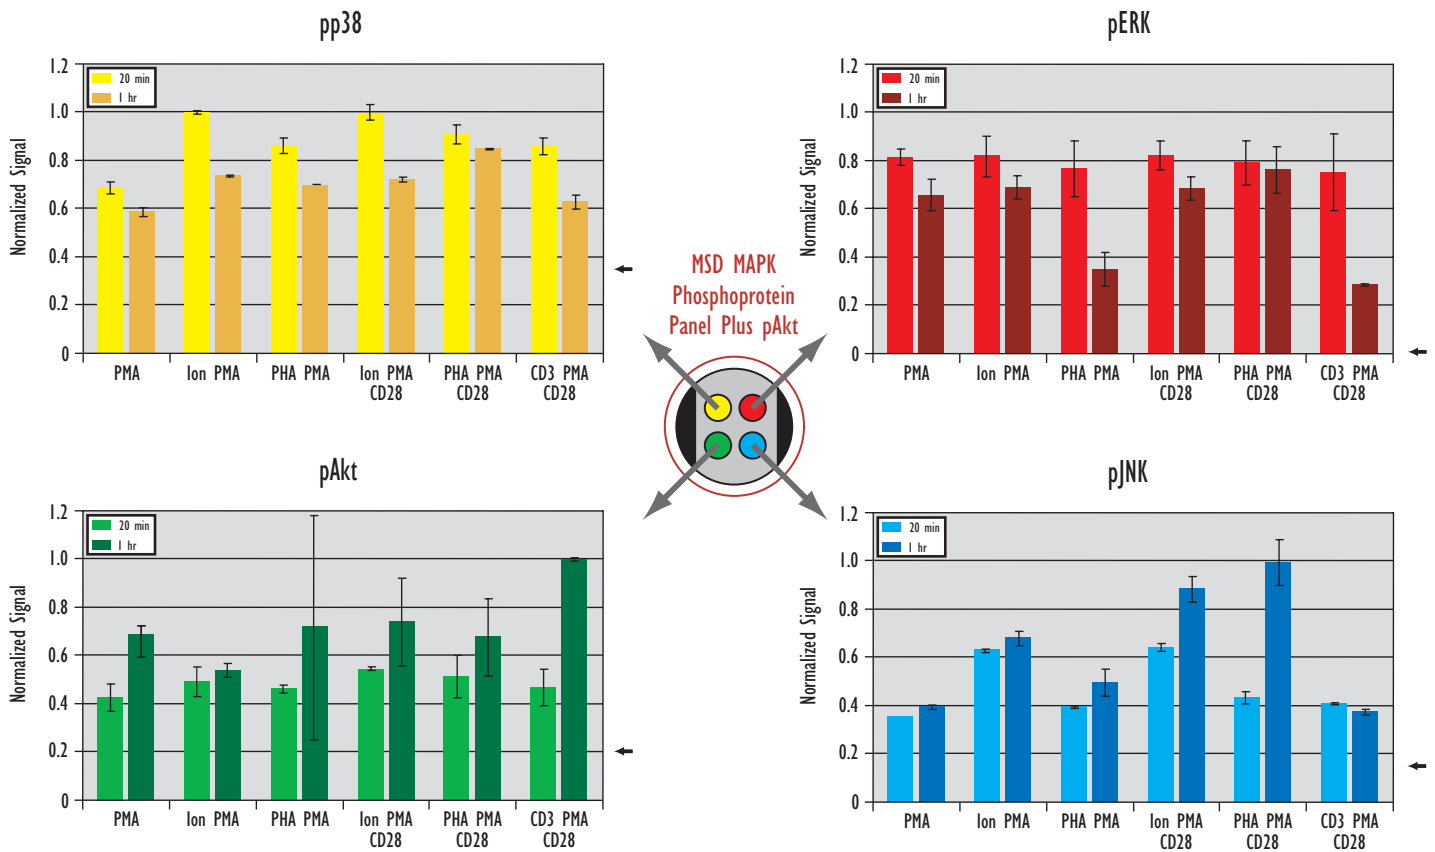 pp38
1.2
1.0
0.8
0.6
0.4
0.2
0
Normalized Signal
20 min
1 hr
PMA
Ion PMA
PHA PMA
Ion PMA
CD28
PHA PMA
CD28
CD3 PMA
CD28
pERK
1.2
1.0
0.8
0.6
0.4
0.2
0
Normalized Signal
20 min
1 hr
PMA
Ion PMA
PHA PMA
Ion PMA
CD28
PHA PMA
CD28
CD3 PMA
CD28
MSD MAPK
Phosphoprotein
Panel Plus pAkt
pAkt
1.2
1.0
0.8
0.6
0.4
0.2
0
Normalized Signal
20 min
1 hr
PMA
Ion PMA
PHA PMA
Ion PMA
CD28
PHA PMA
CD28
CD3 PMA
CD28
pJNK
1.2
1.0
0.8
0.6
0.4
0.2
0
Normalized Signal
20 min
1 hr
PMA
Ion PMA
PHA PMA
Ion PMA
CD28
PHA PMA
CD28
CD3 PMA
CD28